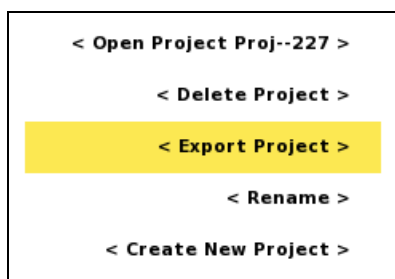 < Open Project Proj--227 >
< Delete Project >
< Export Project >
< Rename >
< Create New Project >